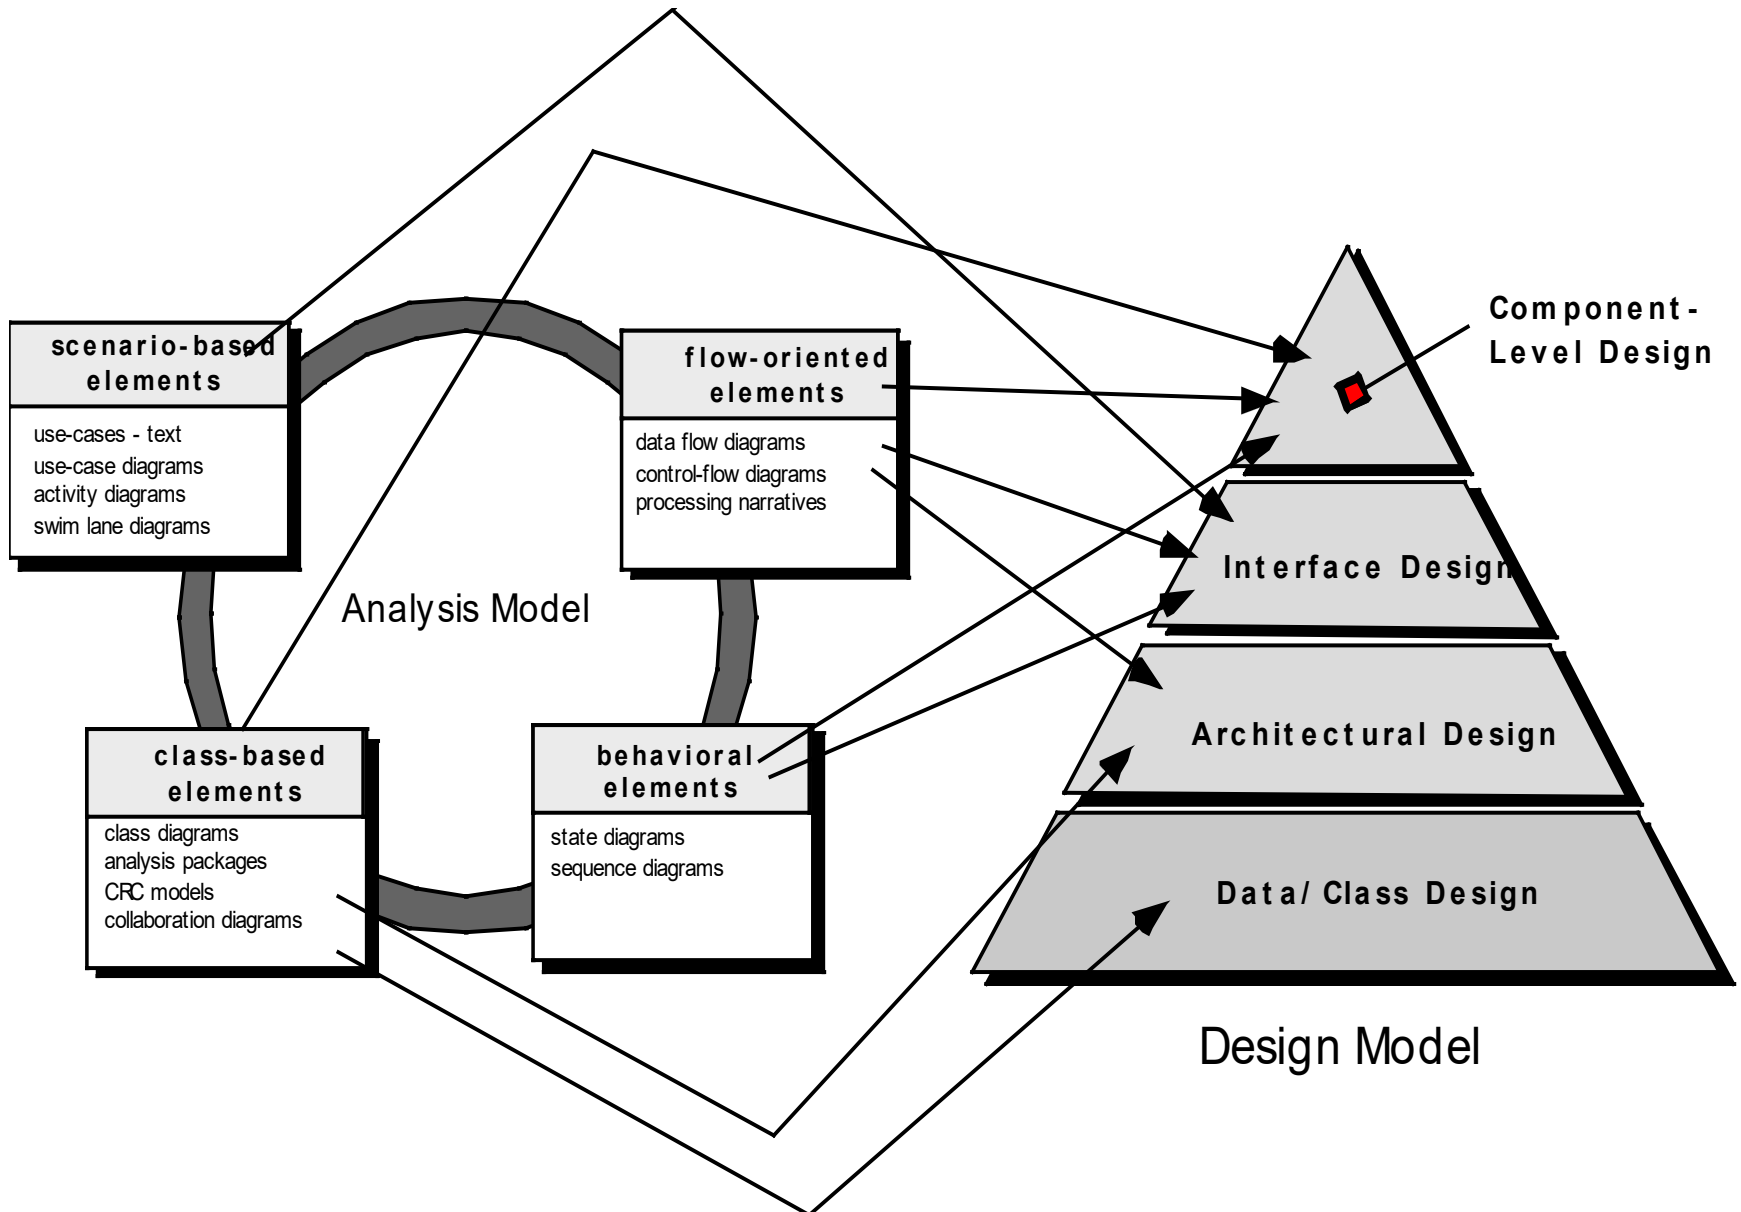 scenario-based
elements
use-cases - text
use-case diagrams
activity diagrams
swim lane diagrams
flow-oriented
elements
data flow diagrams
control-flow diagrams
processing narratives
Analysis Model
class-based
elements
class diagrams
analysis packages
CRC models
collaboration diagrams
behavioral
elements
state diagrams
sequence diagrams
Component-
Level Design
Interface Design
Architectural Design
Data/ Class Design
Design Model